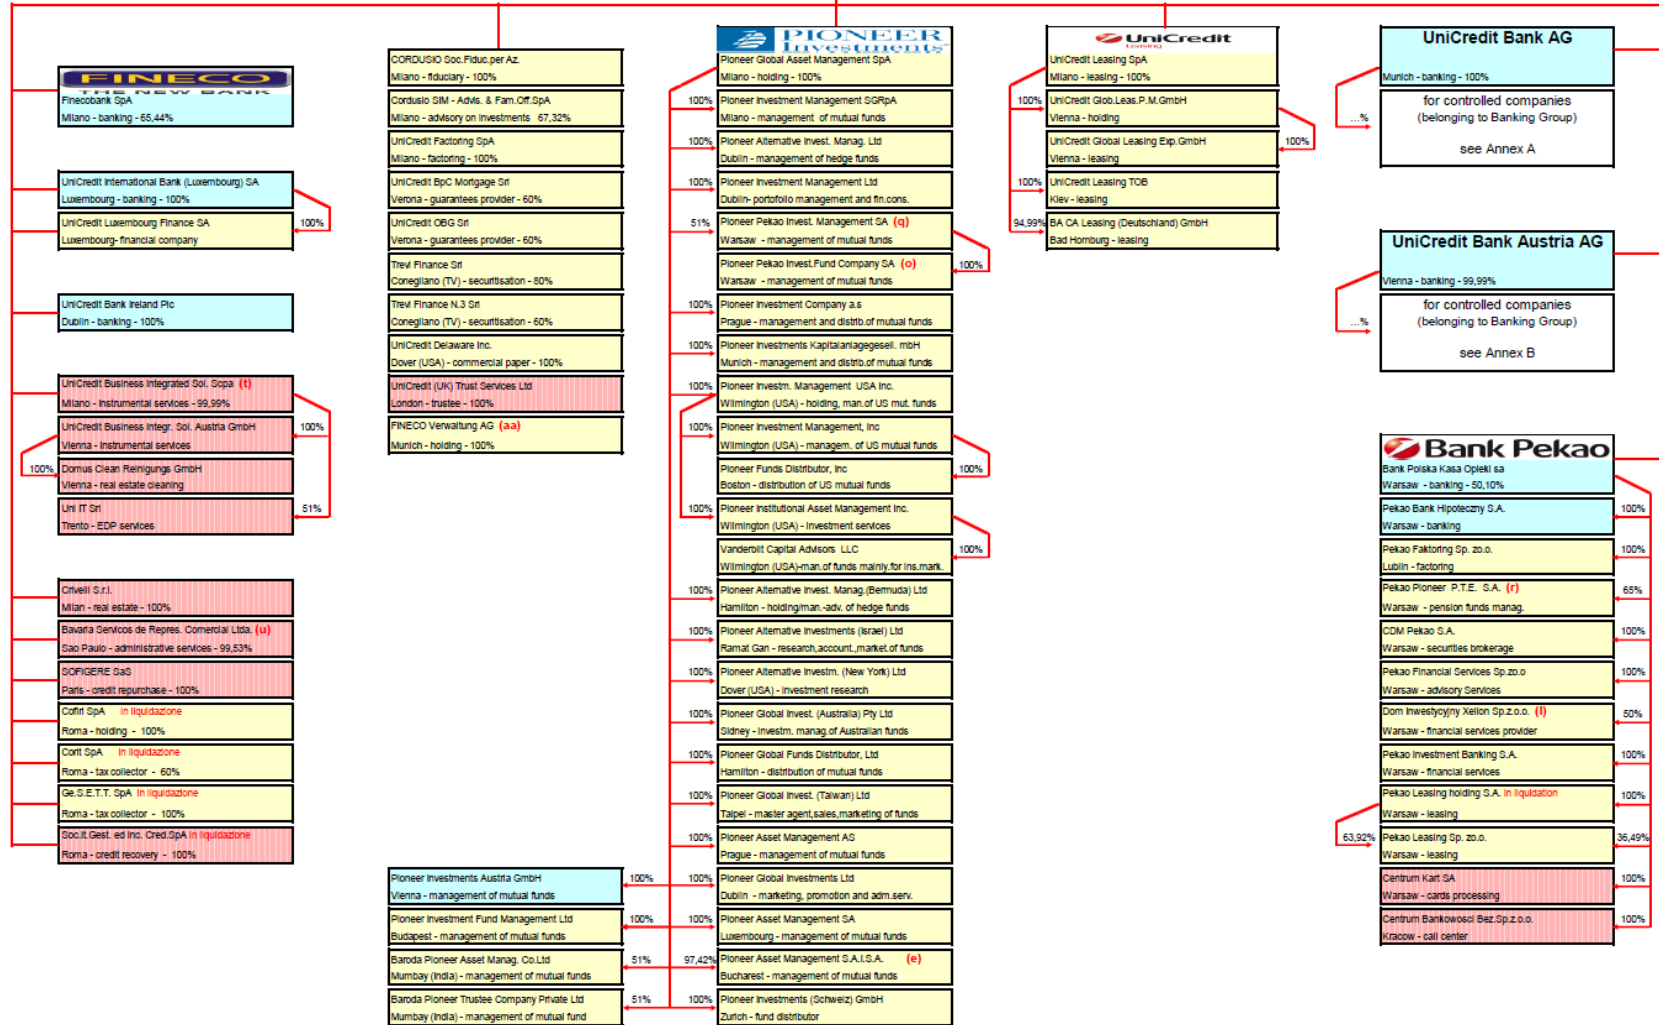 FINECO
THE NEW BANK
Finecobank SpA
Milano - banking - 65,44%
UniCredit International Bank (Luxembourg) SA
Luxembourg - banking - 100%
UniCredit Luxembourg Finance SA
Luxembourg- financial company
100%
UniCredit Bank Ireland Plc
Dublin - banking - 100%
UniCredit Business Integrated Sol. Scpa (t)
Milano - Instrumental services - 99,99%
UniCredit Business Integr. Sol. Austria GmbH
Vienna - Instrumental services
100%
100%
Domus Clean Reinigungs GmbH
Vienna - real estate cleaning
Uni IT Srl
Trento - EDP services
51%
Crivelli S.r.l.
Milan - real estate - 100%
Bavaria Servicos de Repres. Comercial Ltda. (u)
Sao Paulo - administrative services - 99,53%
SOFIGERE SaS
Paris - credit repurchase - 100%
Cofiri SpA In liquidazione
Roma - holding - 100%
Corit SpA In liquidazione
Roma - tax collector - 60%
Ge.S.E.T.T. SpA In liquidazione
Roma - tax collector - 100%
Soc.It.Gest. ed Inc. Cred.SpA In liquidazione
Roma - credit recovery - 100%
CORDUSIO Soc.Fiduc.per Az.
Milano - fiduciary - 100%
Cordusio SIM - Advis. & Fam.Off.SpA
Milano - advisory on Investments 67,32%
UniCredit Factoring SpA
Milano - factoring - 100%
UniCredit BpC Mortgage Srl
Verona - guarantees provider - 60%
UniCredit OBG Srl
Verona - guarantees provider - 60%
Trevi Finance Srl
Conegliano (TV) - securitisation - 80%
Trevi Finance N.3 Srl
Conegliano (TV) - securitisation - 60%
UniCredit Delaware Inc.
Dover (USA) - commercial paper - 100%
UniCredit (UK) Trust Services Ltd
London - trustee - 100%
FINECO Verwaltung AG (aa)
Munich - holding - 100%
Pioneer Investments Austria GmbH
Vienna - management of mutual funds
100%
Pioneer Investment Fund Management Ltd
Budapest - management of mutual funds
100%
Baroda Pioneer Asset Manag. Co.Ltd
Mumbay (India) - management of mutual funds
51%
Baroda Pioneer Trustee Company Private Ltd
Mumbay (India) - management of mutual fund
51%
PIONEER
Investments
Pioneer Global Asset Management SpA
Milano - holding - 100%
100%
Pioneer Investment Management SGRpA
Milano - management of mutual funds
100%
Pioneer Alternative Invest. Manag. Ltd
Dublin - management of hedge funds
100%
Pioneer Investment Management Ltd
Dublin- portofolio management and fin.cons.
51%
Pioneer Pekao Invest. Management SA (q)
Warsaw - management of mutual funds
Pioneer Pekao Invest.Fund Company SA (o)
Warsaw - management of mutual funds
100%
100%
Pioneer Investment Company a.s
Prague - management and distrib.of mutual funds
100%
Pioneer Investments Kapitalanlagegesell. mbH
Munich - management and distrib.of mutual funds
100%
Pioneer Investm. Management USA Inc.
Wilmington (USA) - holding, man.of US mut. funds
100%
Pioneer Investment Management, Inc
Wilmington (USA) - managem. of US mutual funds
Pioneer Funds Distributor, Inc
Boston - distribution of US mutual funds
100%
100%
Pioneer Institutional Asset Management Inc.
Wilmington (USA) - Investment services
Vanderbilt Capital Advisors LLC
Wilmington (USA)-man.of funds mainly.for ins.mark.
100%
100%
Pioneer Alternative Invest. Manag.(Bermuda) Ltd
Hamilton - holding/man.-adv. of hedge funds
100%
Pioneer Alternative Investments (Israel) Ltd
Ramat Gan - research,account.,market.of funds
100%
Pioneer Alternative Investm. (New York) Ltd
Dover (USA) - Investment research
100%
Pioneer Global Invest. (Australia) Pty Ltd
Sidney - Investm. manag.of Australian funds
100%
Pioneer Global Funds Distributor, Ltd
Hamilton - distribution of mutual funds
100%
Pioneer Global Invest. (Taiwan) Ltd
Taipei - master agent,sales,marketing of funds
100%
Pioneer Asset Management AS
Prague - management of mutual funds
100%
Pioneer Global Investments Ltd
Dublin - marketing, promotion and adm.serv.
100%
Pioneer Asset Management SA
Luxembourg - management of mutual funds
97,42%
Pioneer Asset Management S.A.I.S.A. (e)
Bucharest - management of mutual funds
100%
Pioneer Investments (Schweiz) GmbH
Zurich - fund distributor
UniCredit
Leasing
UniCredit Leasing SpA
Milano - leasing - 100%
100%
UniCredit Glob.Leas.P.M.GmbH
Vienna - holding
UniCredit Global Leasing Exp.GmbH
Vienna - leasing
100%
100%
UniCredit Leasing TOB
Kiev - leasing
94,99%
BA CA Leasing (Deutschland) GmbH
Bad Homburg - leasing
UniCredit Bank AG
Munich - banking - 100%
...%
for controlled companies
(belonging to Banking Group)
see Annex A
UniCredit Bank Austria AG
Vienna - banking - 99,99%
...%
for controlled companies
(belonging to Banking Group)
see Annex B
Bank Pekao
Bank Polska Kasa Opieki sa
Warsaw - banking - 50,10%
Pekao Bank Hipoteczny S.A.
Warsaw - banking
100%
Pekao Faktoring Sp. zo.o.
Lublin - factoring
100%
Pekao Pioneer P.T.E. S.A. (r)
Warsaw - pension funds manag.
65%
CDM Pekao S.A.
Warsaw - securities brokerage
100%
Pekao Financial Services Sp.zo.o
Warsaw - advisory Services
100%
Dom Inwestycyjny Xelion Sp.z.o.o. (l)
Warsaw - financial services provider
50%
Pekao Investment Banking S.A.
Warsaw - financial services
100%
Pekao Leasing holding S.A. In liquidation
Warsaw - leasing
100%
63,92%
Pekao Leasing Sp. zo.o.
Warsaw - leasing
36,49%
Centrum Kart SA
Warsaw - cards processing
100%
Centrum Bankowosci Bez.Sp.z.o.o.
Kracow - call center
100%